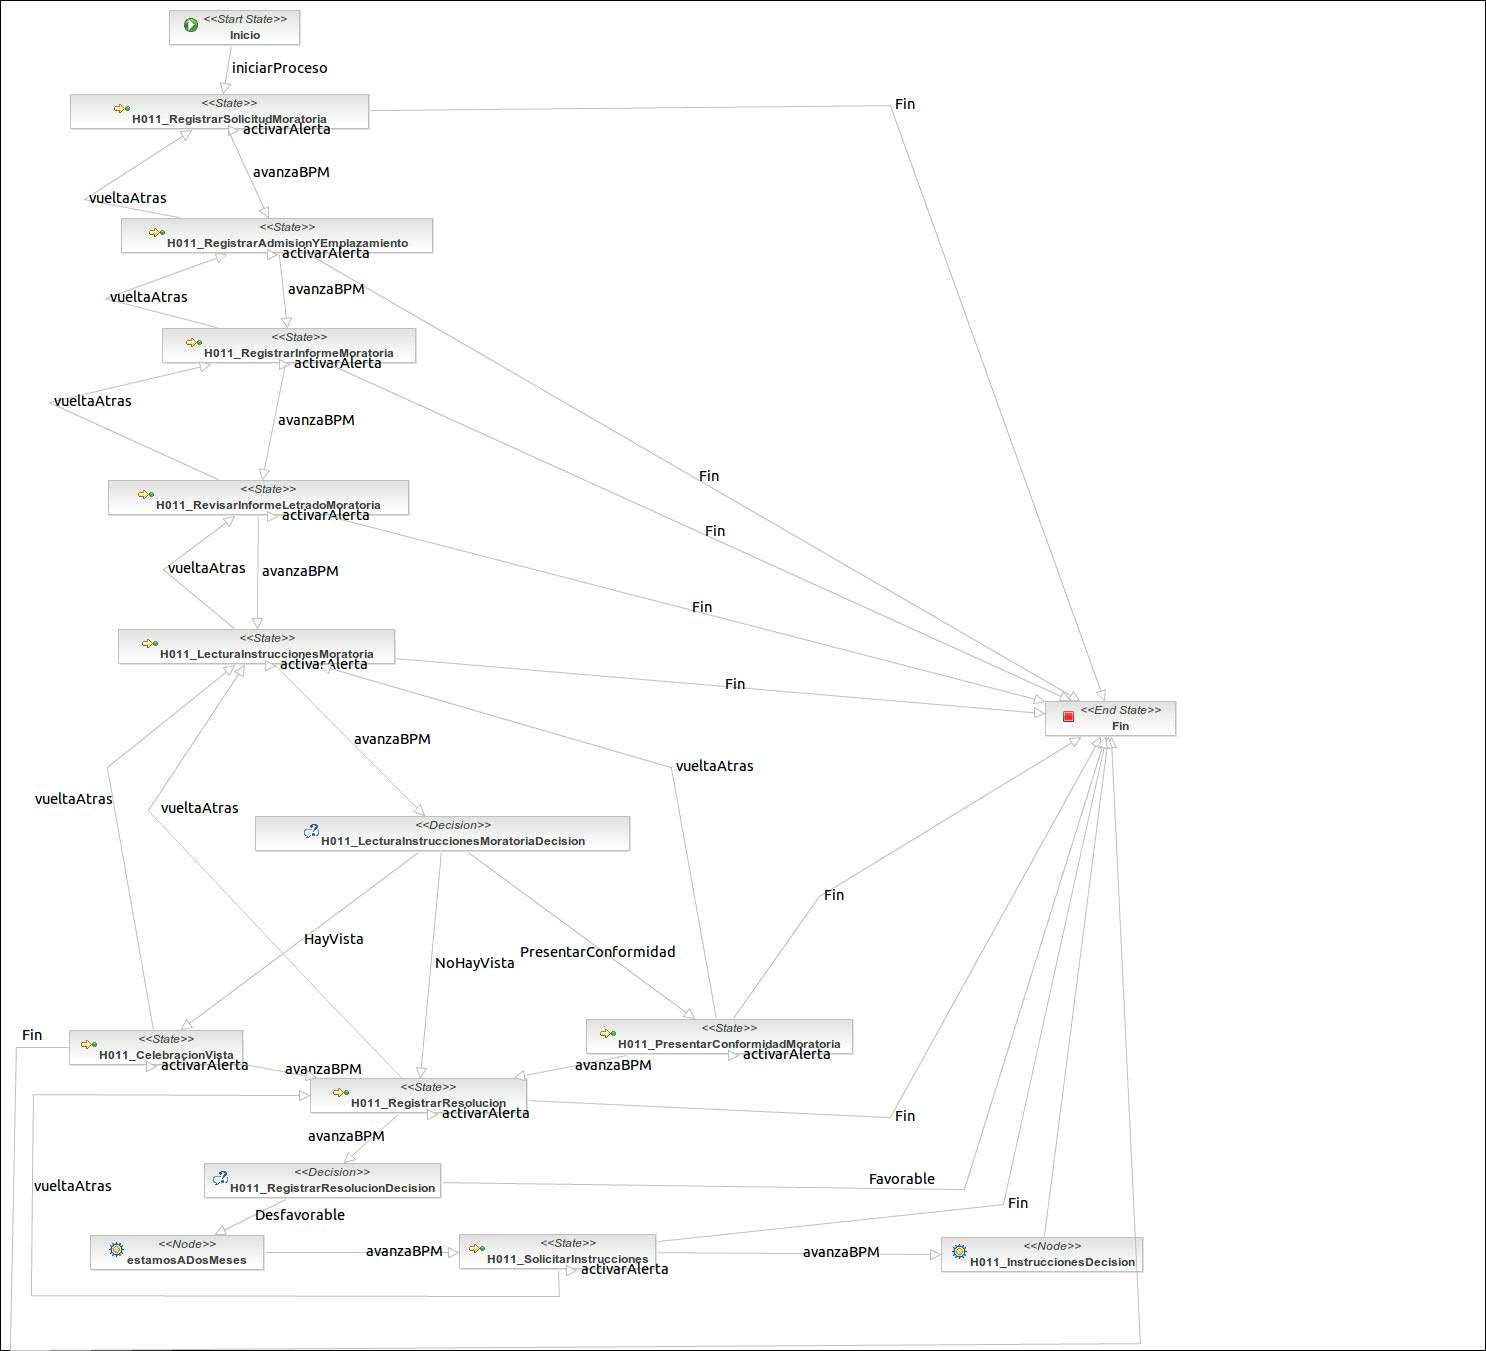 <<Start State>>
Inicio
iniciarProceso
<<State>>
H011_RegistrarSolicitudMoratoria
Fin
activarAlerta
avanzaBPM
vueltaAtras
<<State>>
H011_RegistrarAdmisionYEmplazamiento
activarAlerta
avanzaBPM
vueltaAtras
<<State>>
H011_RegistrarInformeMoratoria
activarAlerta
vueltaAtras
avanzaBPM
Fin
<<State>>
H011_RevisarInformeLetradoMoratoria
activarAlerta
Fin
vueltaAtras
avanzaBPM
Fin
<<State>>
H011_LecturaInstruccionesMoratoria
activarAlerta
Fin
<<End State>>
Fin
avanzaBPM
vueltaAtras
vueltaAtras
vueltaAtras
<<Decision>>
H011_LecturaInstruccionesMoratoriaDecision
Fin
HayVista
NoHayVista
PresentarConformidad
Fin
<<State>>
H011_CelebracionVista
activarAlerta
<<State>>
H011_PresentarConformidadMoratoria
activarAlerta
avanzaBPM
avanzaBPM
<<State>>
H011_RegistrarResolucion
activarAlerta
Fin
avanzaBPM
<<Decision>>
H011_RegistrarResolucionDecision
Favorable
vueltaAtras
Fin
Desfavorable
<<Node>>
estamosADosMeses
avanzaBPM
<<State>>
H011_SolicitarInstrucciones
activarAlerta
avanzaBPM
<<Node>>
H011_InstruccionesDecision